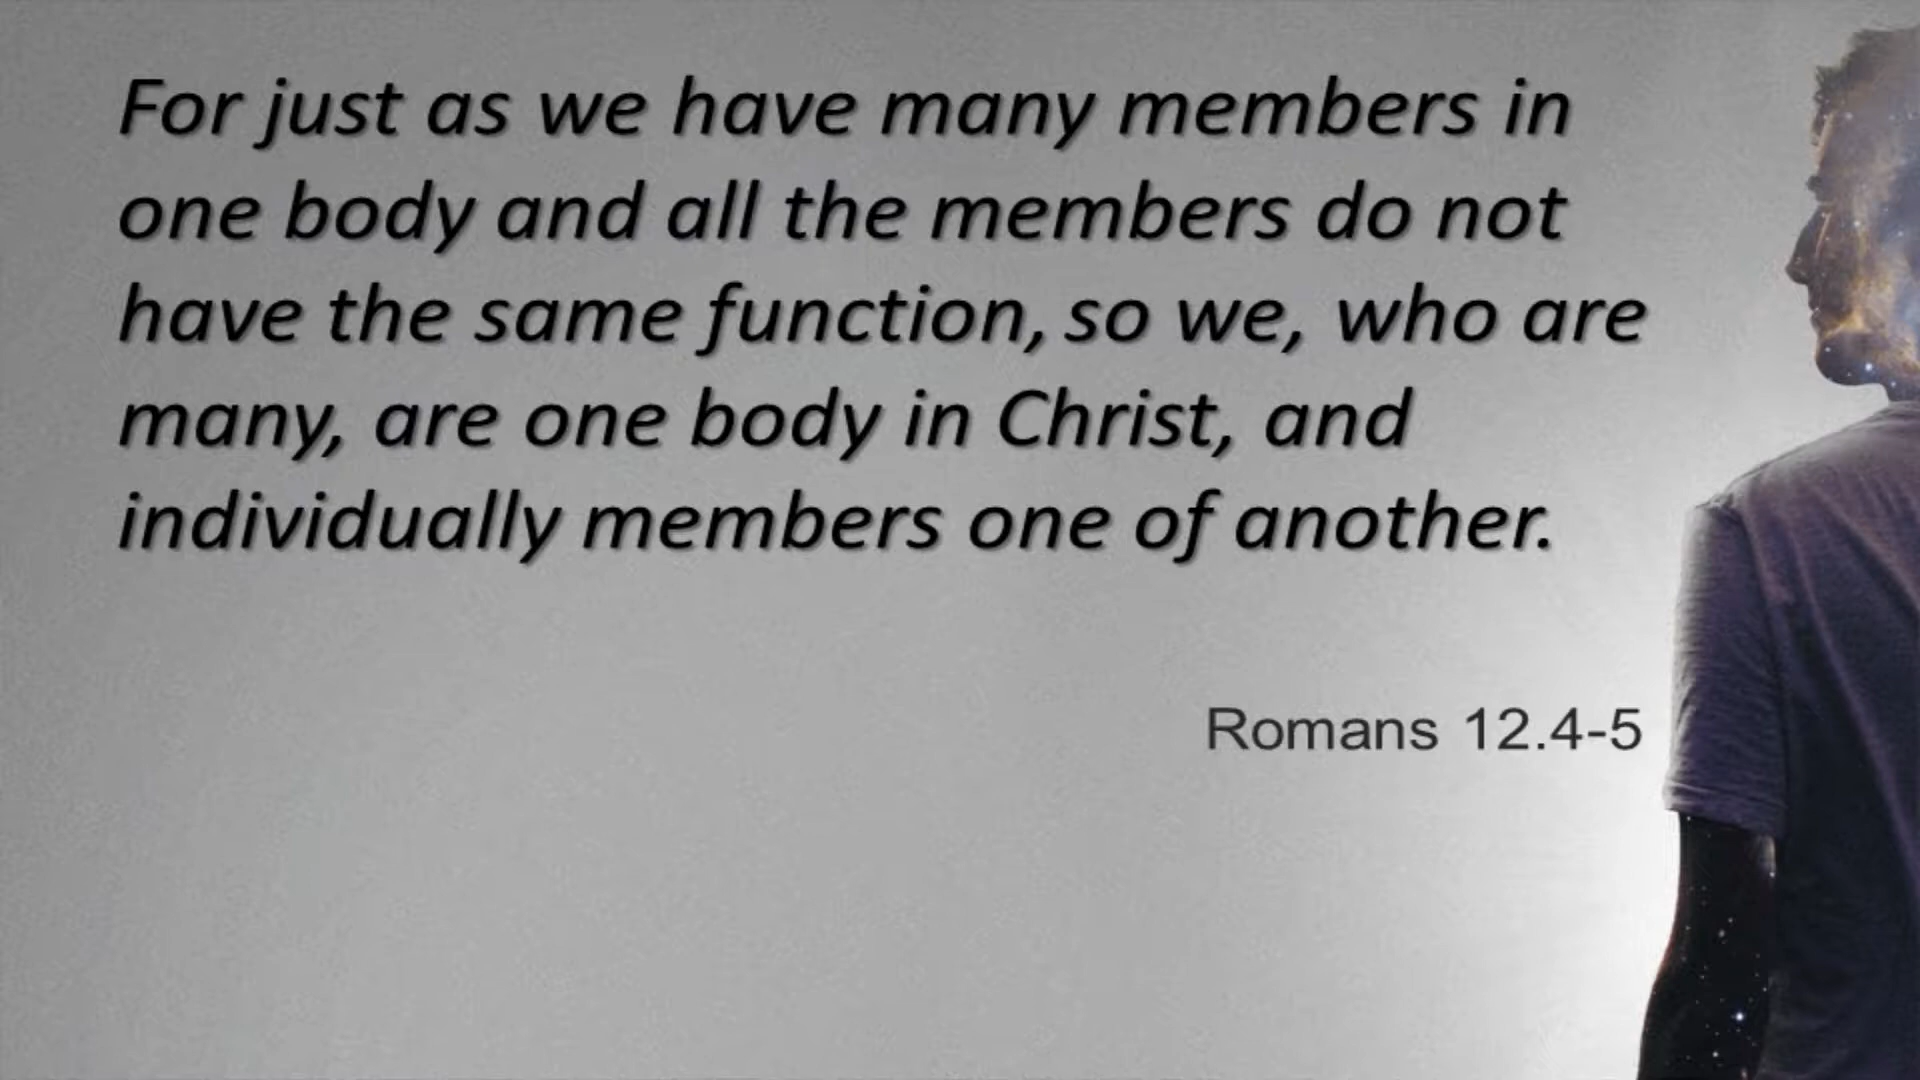 For just as we have many members in
one body and all the members do not
have the same function, so we, who are
many, are one body in Christ, and
individually members one of another.
Romans 12.4-5